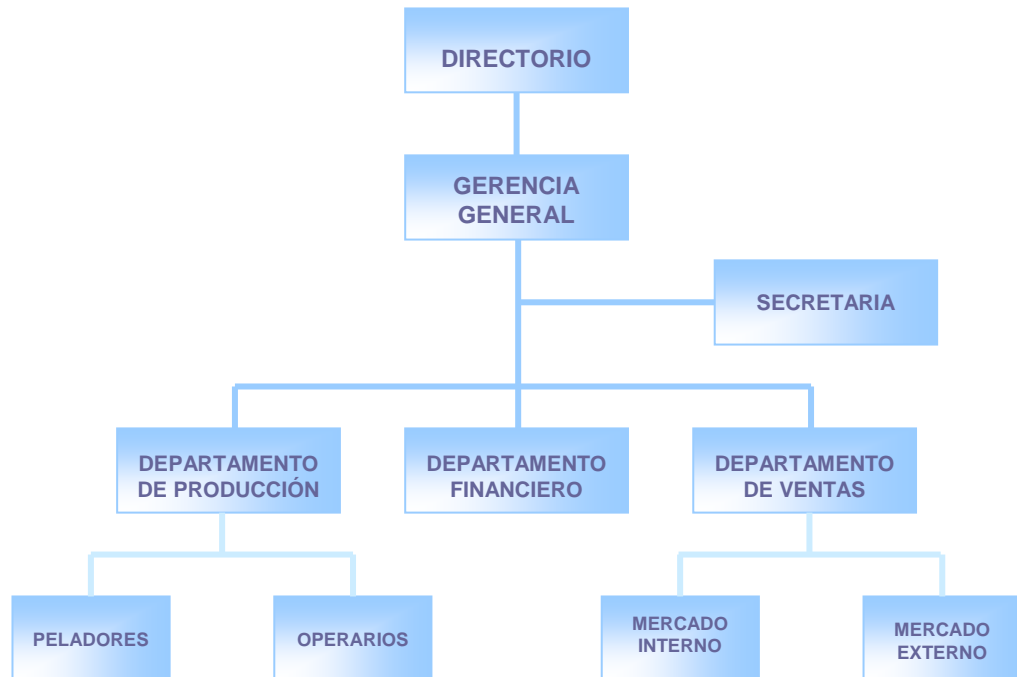 DIRECTORIO
GERENCIA
GENERAL
SECRETARIA
DEPARTAMENTO
DE PRODUCCIÓN
DEPARTAMENTO
FINANCIERO
DEPARTAMENTO
DE VENTAS
PELADORES
OPERARIOS
MERCADO
INTERNO
MERCADO
EXTERNO